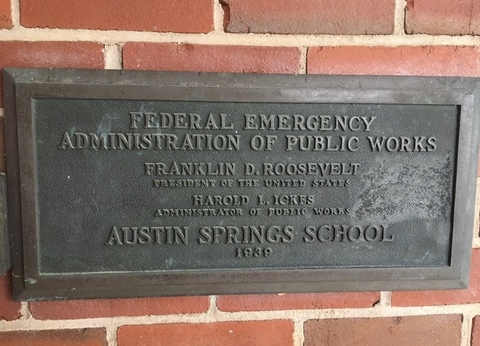 FEDERAL EMERGENCY
ADMINISTRATION OF PUBLIC WORKS
FRANKLIN D. ROOSEVELT
PRESIDENT OF THE UNITED STATES
HAROLD L. ICKES
ADMINISTRATOR OF PUBLIC WORKS
AUSTIN SPRINGS SCHOOL
1939